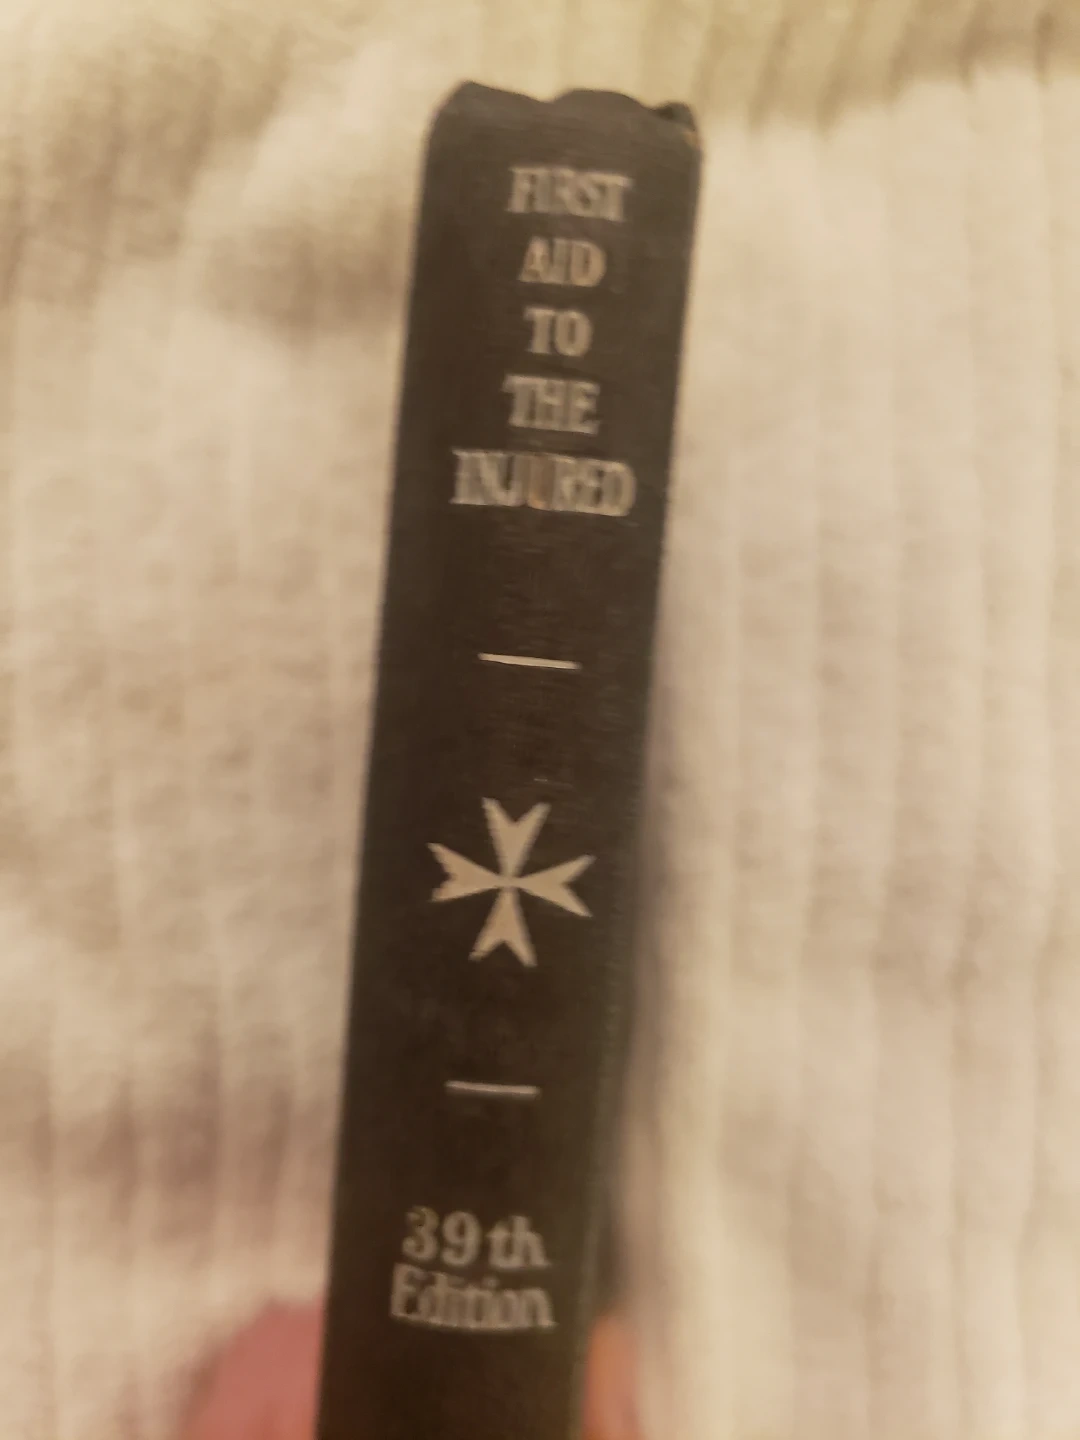 FIRST
AID
TO
THE
INJURED
39th
Edition